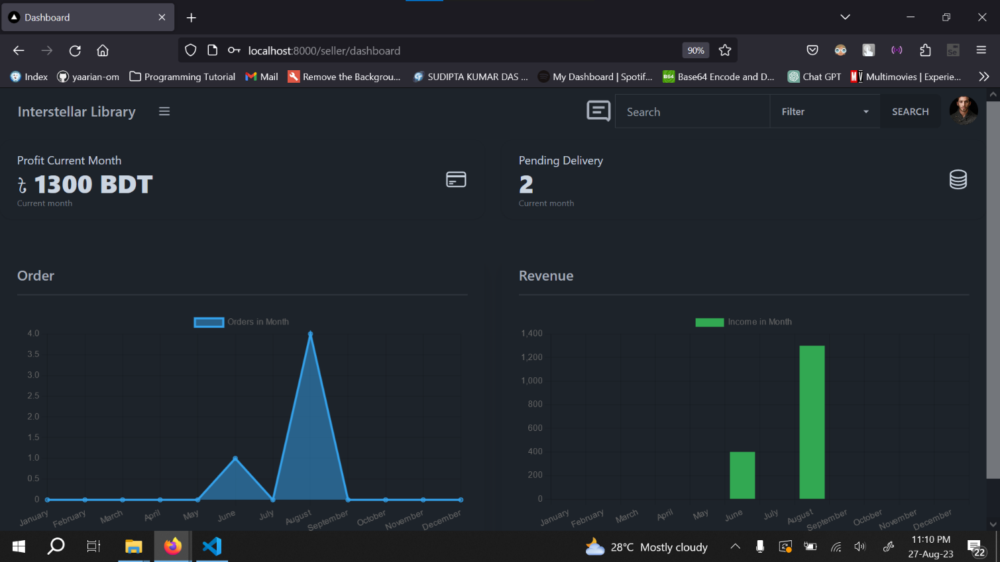 Dashboard
localhost:8000/seller/dashboard
90%
Index
yaarian-om
Programming Tutorial
Mail
Remove the Backgrou...
SUDIPTA KUMAR DAS ...
My Dashboard | Spotif...
B64
Base64 Encode and D...
Chat GPT
Multimovies | Experie...
Interstellar Library
Search
Filter
SEARCH
Profit Current Month
৳ 1300 BDT
Current month
Pending Delivery
2
Current month
Order
Orders in Month
4.0
3.5
3.0
2.5
2.0
1.5
1.0
0.5
0
January February March April May June July August September October November December
Revenue
Income in Month
1,400
1,200
1,000
800
600
400
200
0
January February March April May June July August September October November December
28°C Mostly cloudy
11:10 PM
27-Aug-23
22